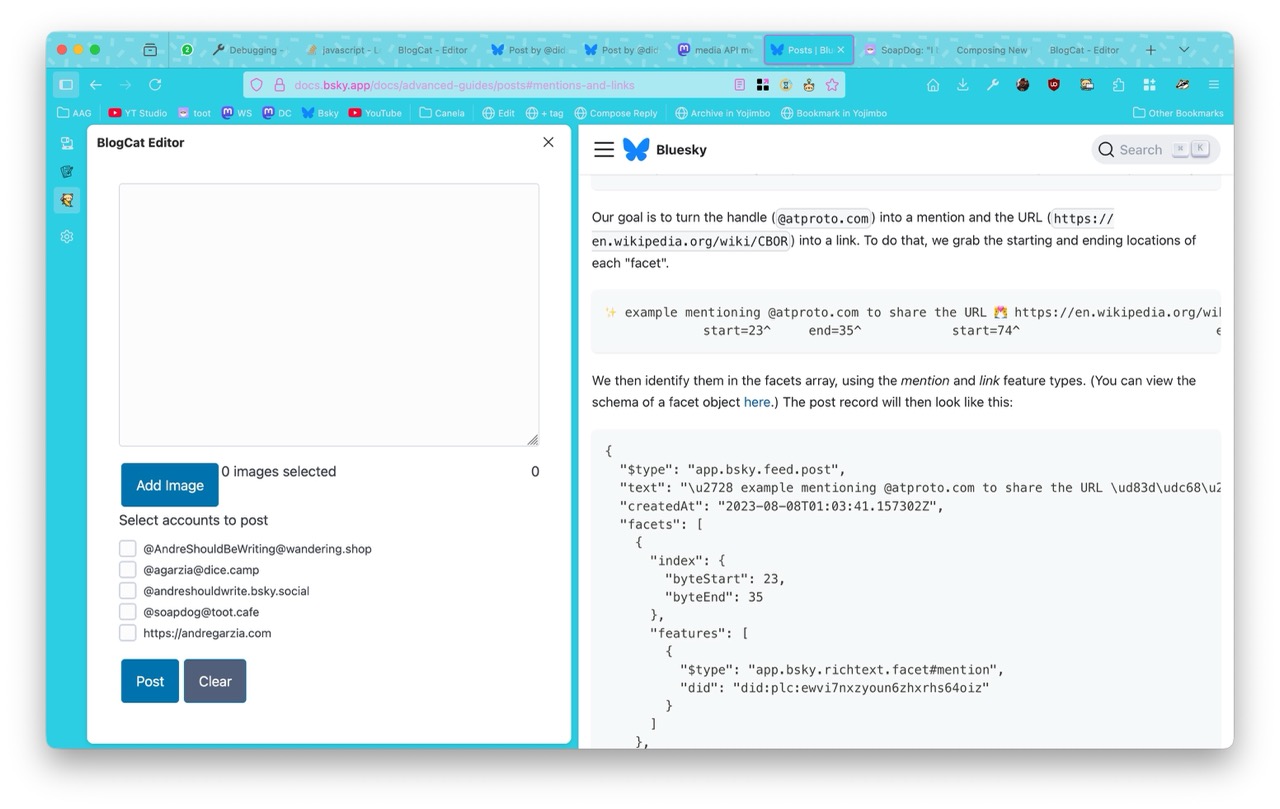 2 Debugging - javascript - L BlogCat - Editor Post by @did Post by @did media API m Posts | Blu SoapDog: "I Composing New BlogCat - Editor
docs.bsky.app/docs/advanced-guides/posts#mentions-and-links
AAG YT Studio toot WS DC Bsky YouTube Canela Edit + tag Compose Reply Archive in Yojimbo Bookmark in Yojimbo Other Bookmarks
BlogCat Editor
0 images selected 0
Add Image
Select accounts to post
@AndreShouldBeWriting@wandering.shop
@agarzia@dice.camp
@andreshouldwrite.bsky.social
@soapdog@toot.cafe
https://andregarzia.com
Post Clear
Bluesky Search ⌘ K
Our goal is to turn the handle (@atproto.com) into a mention and the URL (https://
en.wikipedia.org/wiki/CBOR) into a link. To do that, we grab the starting and ending locations of
each "facet".
✨ example mentioning @atproto.com to share the URL 👨‍❤️‍👨 https://en.wikipedia.org/wi
start=23^ end=35^ start=74^ e
We then identify them in the facets array, using the mention and link feature types. (You can view the
schema of a facet object here.) The post record will then look like this:
{
"$type": "app.bsky.feed.post",
"text": "\u2728 example mentioning @atproto.com to share the URL \ud83d\udc68\u2
"createdAt": "2023-08-08T01:03:41.157302Z",
"facets": [
{
"index": {
"byteStart": 23,
"byteEnd": 35
},
"features": [
{
"$type": "app.bsky.richtext.facet#mention",
"did": "did:plc:ewvi7nxzyoun6zhxrhs64oiz"
}
]
},